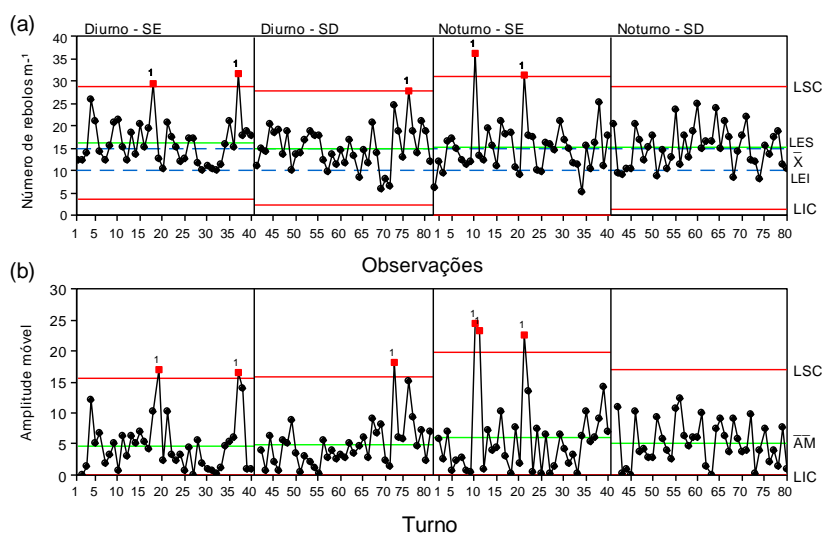 (a)
Diurno - SE Diurno - SD Noturno - SE Noturno - SD
Número de rebolos m-1
40
35
30
25
20
15
10
5
0
1 1 1 1 1
LSC
LES
X̅
LEI
LIC
1 5 10 15 20 25 30 35 40 45 50 55 65 70 75 80 1 5 10 15 20 25 30 35 40 45 50 55 60 65 70 75 80
Observações
(b)
Amplitude móvel
30
25
20
15
10
5
0
1 1 1 1 1 1
LSC
A̅M̅
LIC
1 5 10 15 20 25 30 35 40 45 50 55 65 70 75 80 1 5 10 15 20 25 30 35 40 45 50 55 60 65 70 75 80
Turno